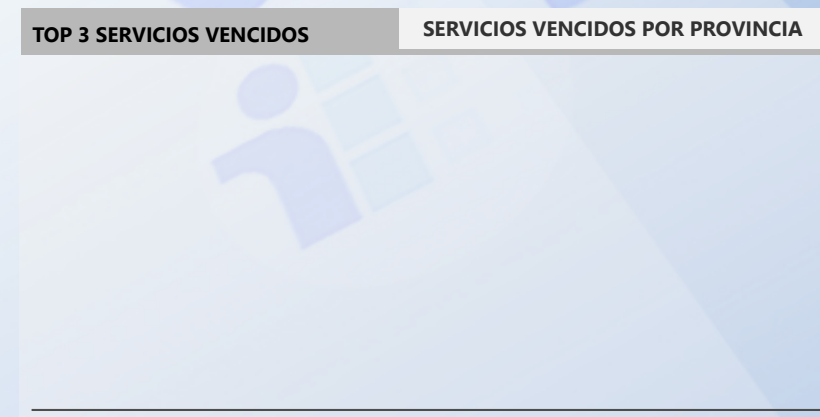 TOP 3 SERVICIOS VENCIDOS
SERVICIOS VENCIDOS POR PROVINCIA